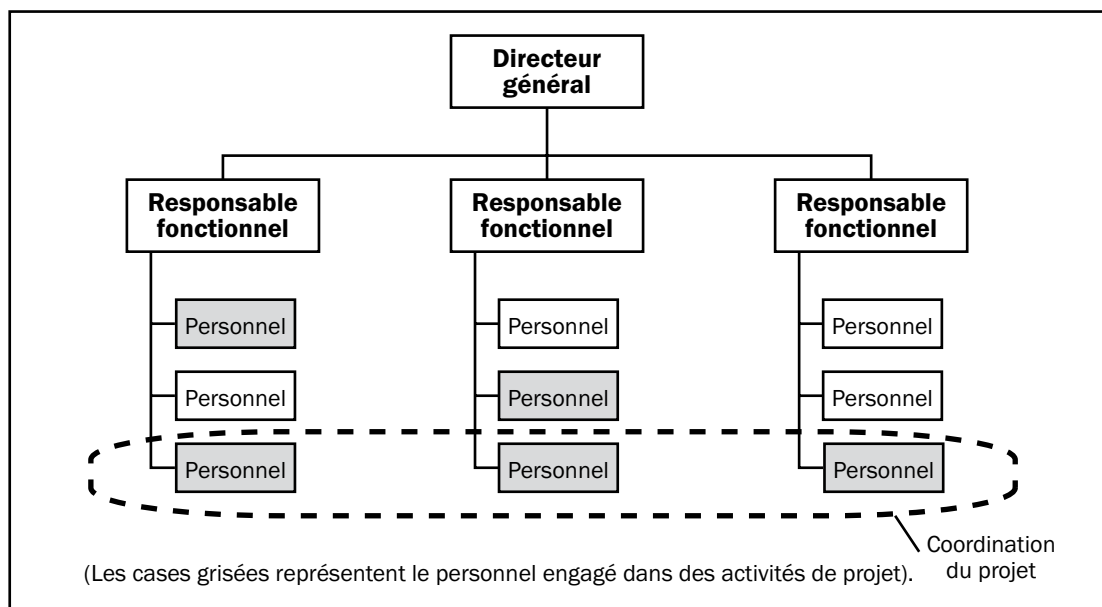 Directeur
général
Responsable
fonctionnel
Responsable
fonctionnel
Responsable
fonctionnel
Personnel
Personnel
Personnel
Personnel
Personnel
Personnel
Personnel
Personnel
Personnel
Coordination
du projet
(Les cases grisées représentent le personnel engagé dans des activités de projet).